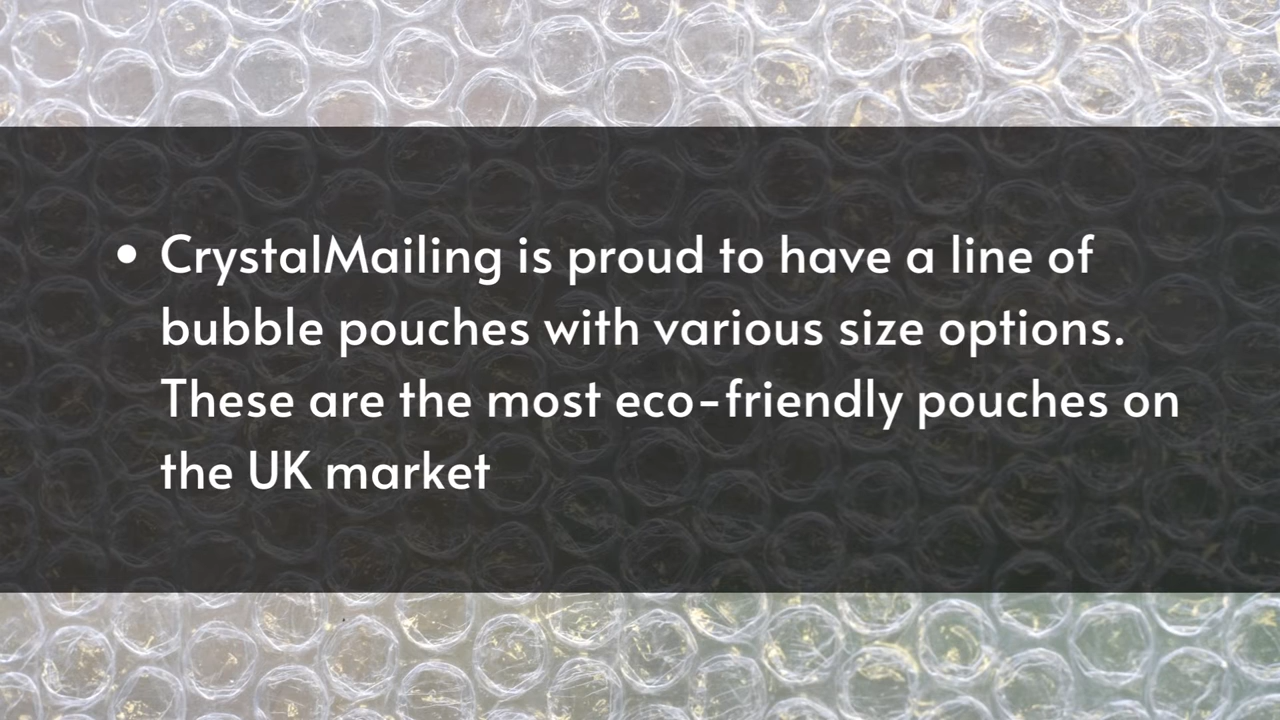 • CrystalMailing is proud to have a line of
bubble pouches with various size options.
These are the most eco-friendly pouches on
the UK market